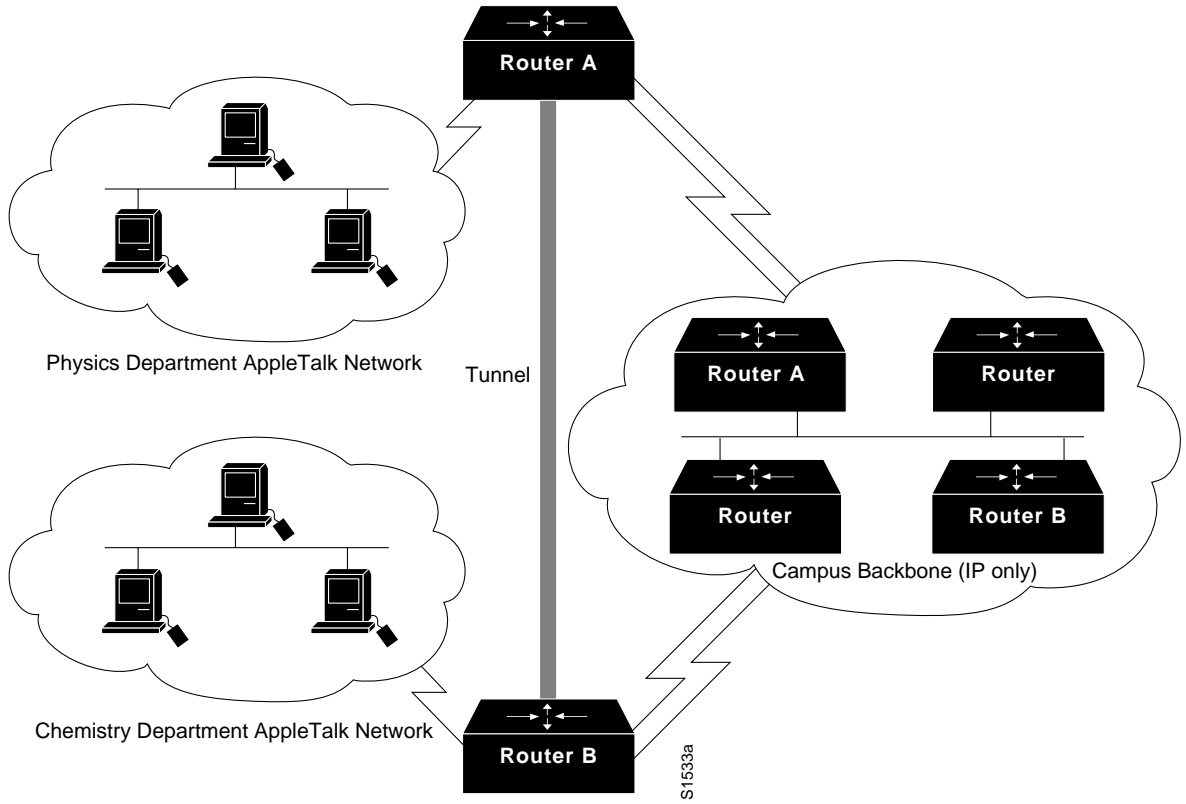 Router A
Physics Department AppleTalk Network
Tunnel
Router A
Router
Router
Router B
Campus Backbone (IP only)
Chemistry Department AppleTalk Network
Router B
S1533a